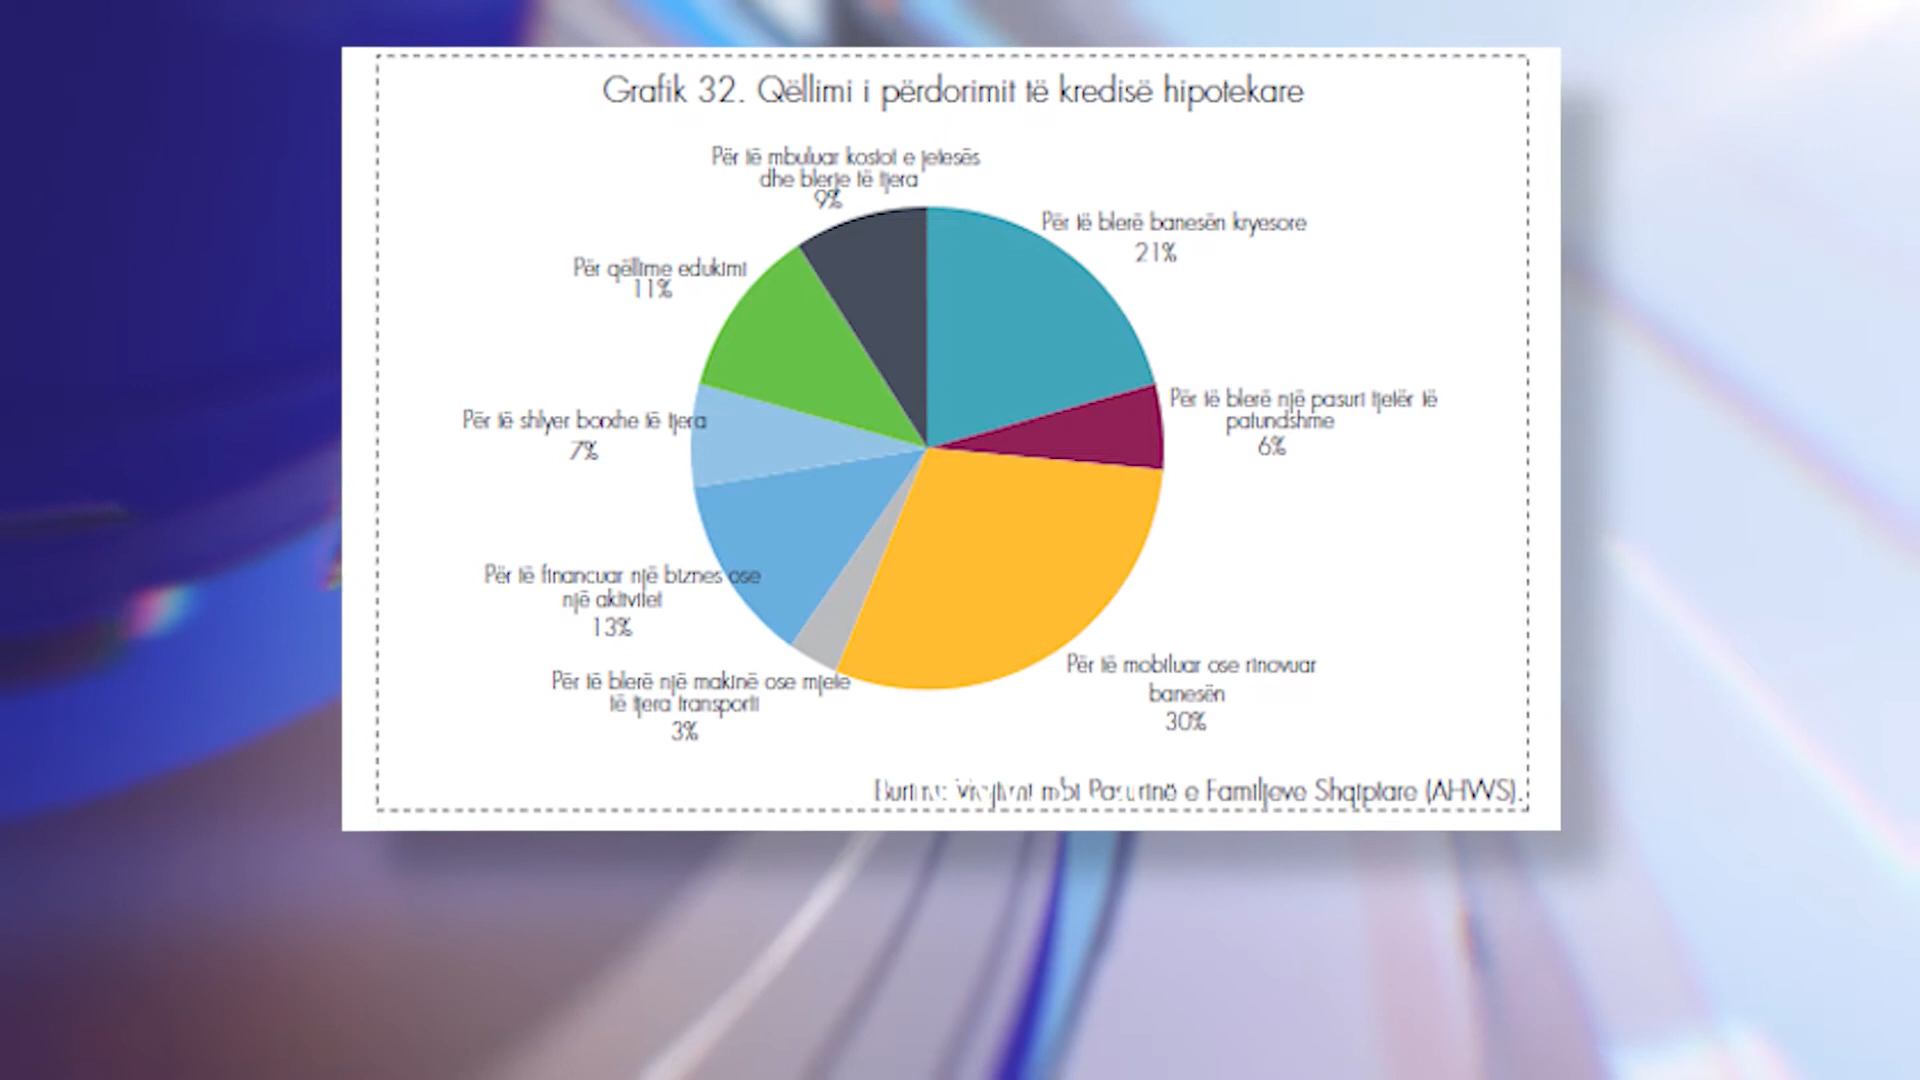 Grafik 32. Qëllimi i përdorimit të kredisë hipotekare
Për të mbuluar kostot e jetesës
dhe blerje të tjera
9%
Për të blerë banesën kryesore
21%
Për qëllime edukimi
11%
Për të blerë një pasuri tjetër të
patundshme
6%
Për të shlyer borxhe të tjera
7%
Për të financuar një biznes ose
një aktivitet
13%
Për të mobiluar ose rinovuar
banesën
30%
Për të blerë një makinë ose mjete
të tjera transporti
3%
mbi Pasurinë e Familjeve Shqiptare (AHWS).